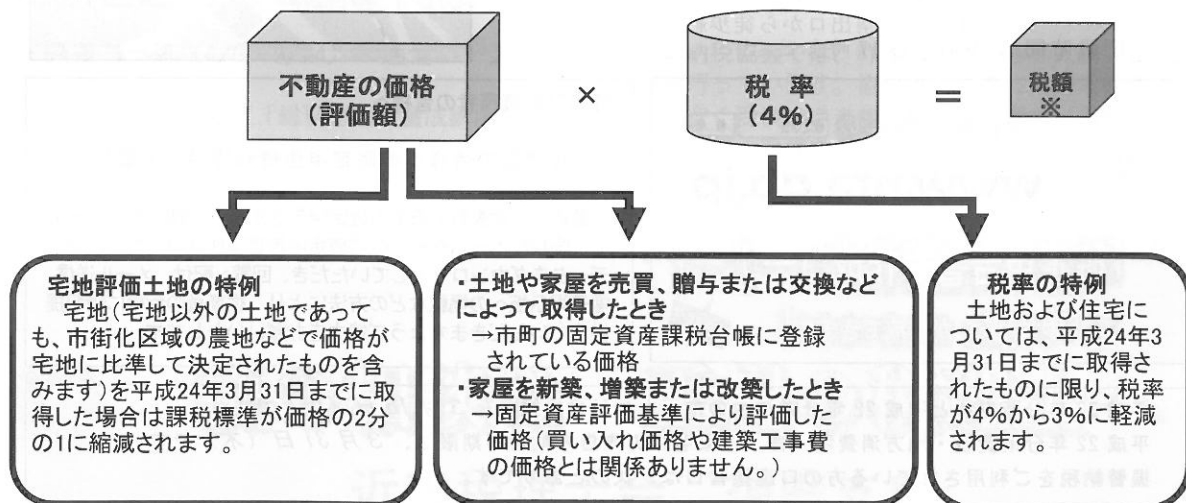 不動産の価格
(評価額)
×
税率
(4%)
=
税額
※
宅地評価土地の特例
宅地(宅地以外の土地であって
も、市街化区域の農地などで価格が
宅地に比準して決定されたものを含
みます)を平成24年3月31日までに取
得した場合は課税標準が価格の2分
の1に縮減されます。
・土地や家屋を売買、贈与または交換など
によって取得したとき
→市町の固定資産課税台帳に登録
されている価格
・家屋を新築、増築または改築したとき
→固定資産評価基準により評価した
価格(買い入れ価格や建築工事費
の価格とは関係ありません。)
税率の特例
土地および住宅に
ついては、平成24年3
月31日までに取得さ
れたものに限り、税率
が4%から3%に軽減
されます。